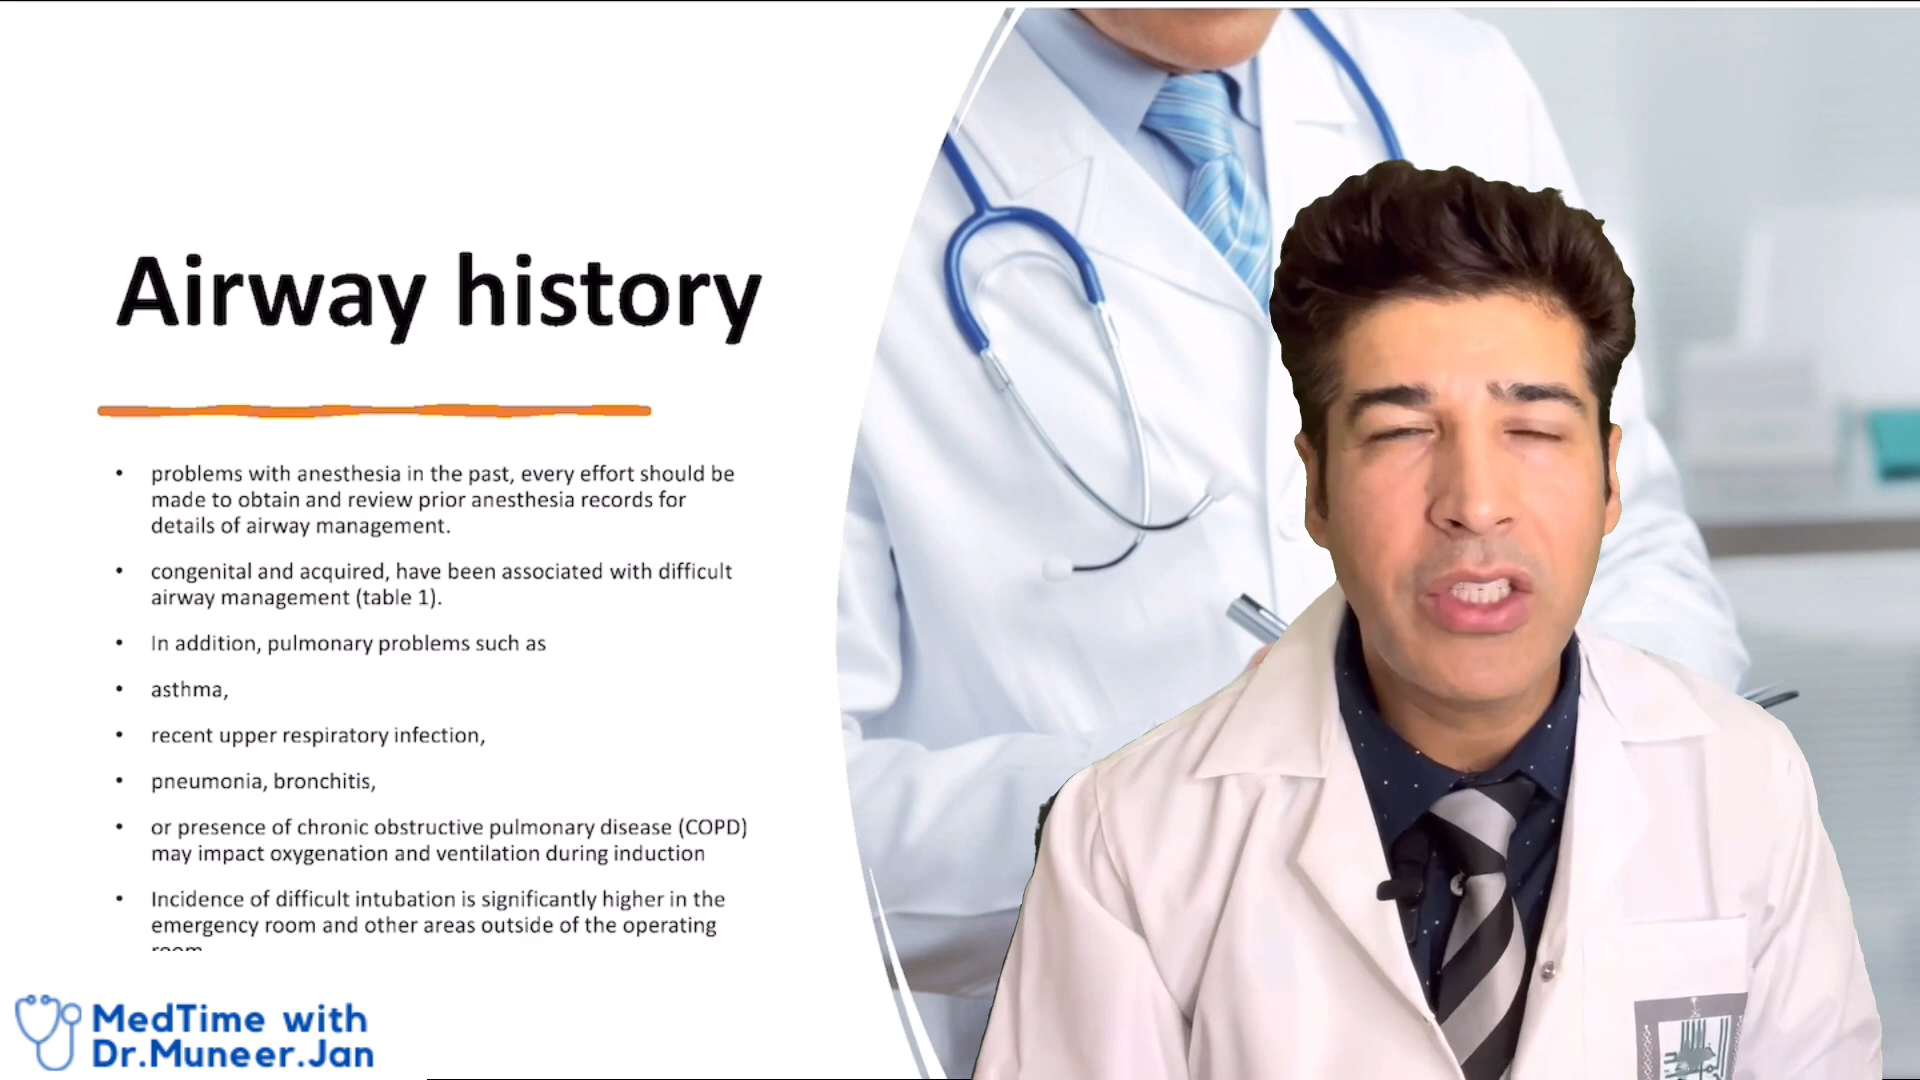 Airway history
• problems with anesthesia in the past, every effort should be
made to obtain and review prior anesthesia records for
details of airway management.
• congenital and acquired, have been associated with difficult
airway management (table 1).
• In addition, pulmonary problems such as
• asthma,
• recent upper respiratory infection,
• pneumonia, bronchitis,
• or presence of chronic obstructive pulmonary disease (COPD)
may impact oxygenation and ventilation during induction
• Incidence of difficult intubation is significantly higher in the
emergency room and other areas outside of the operating
room
MedTime with
Dr.Muneer.Jan